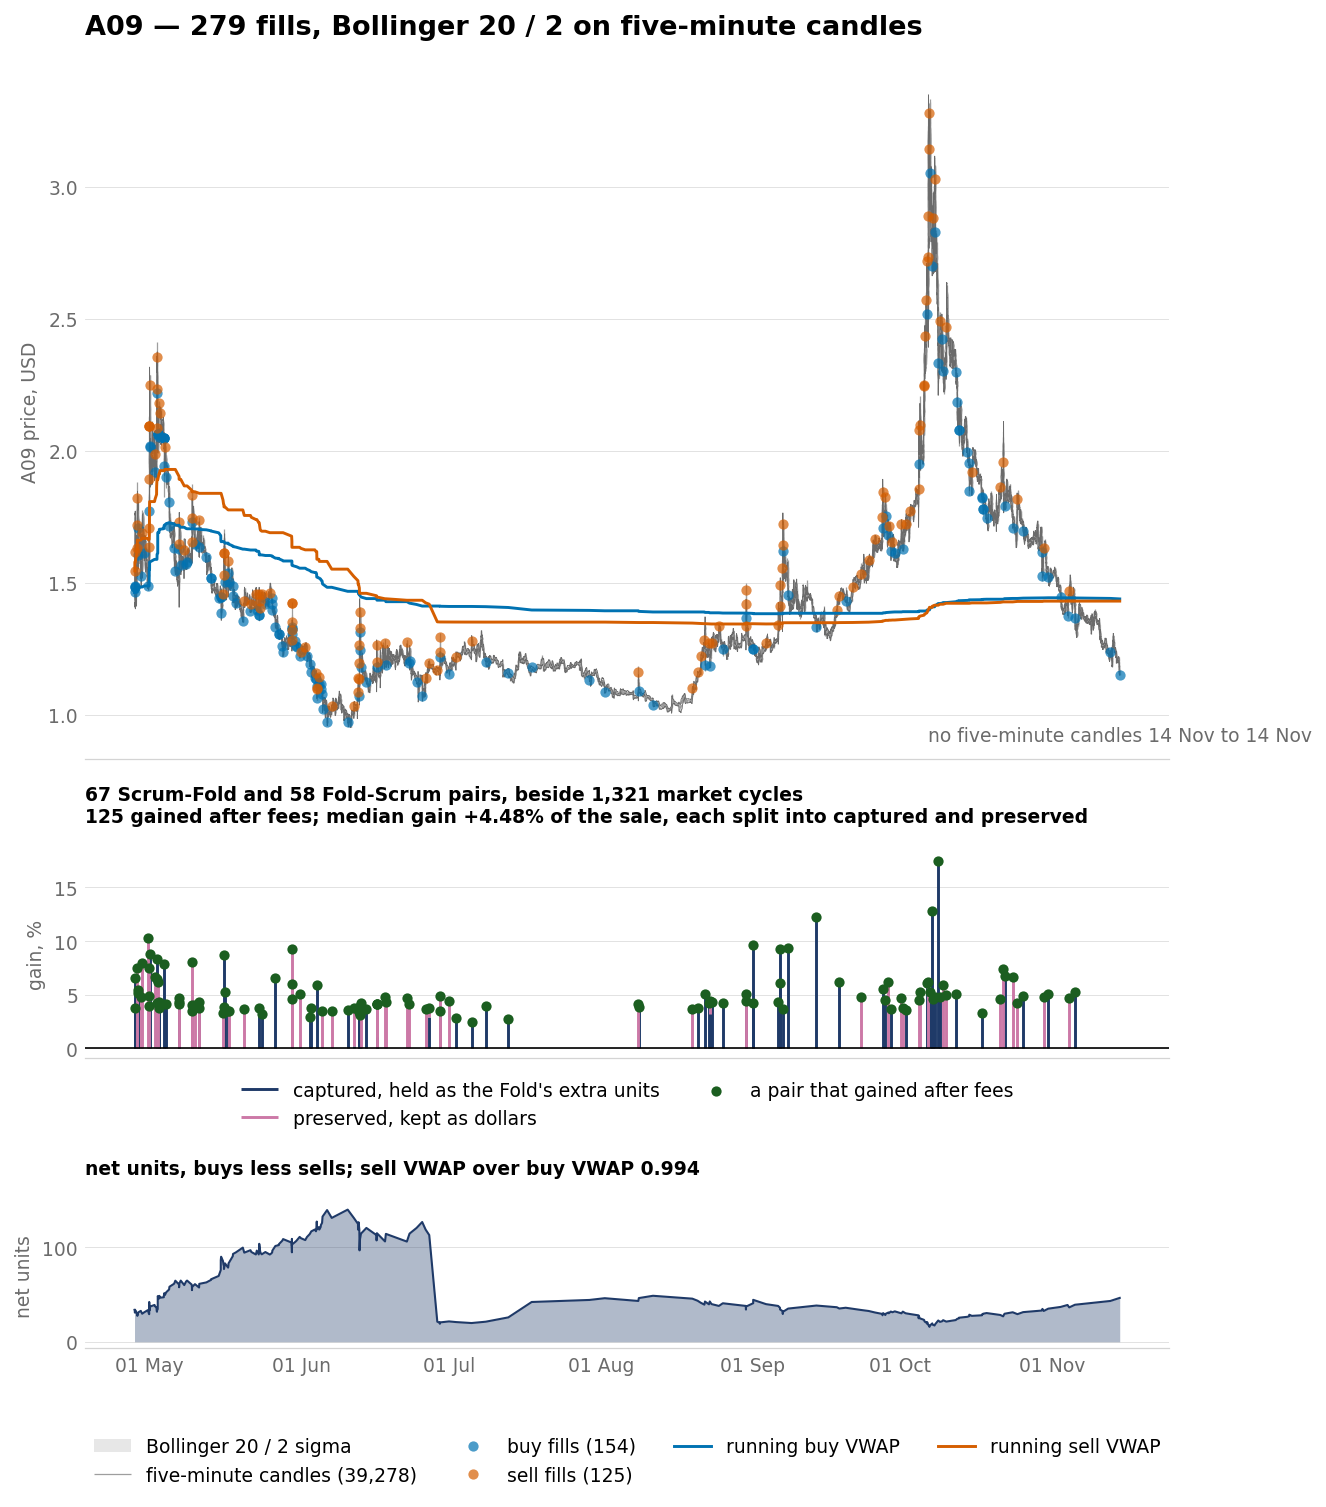 A09 — 279 fills, Bollinger 20 / 2 on five-minute candles
A09 price, USD
3.0
2.5
2.0
1.5
1.0
no five-minute candles 14 Nov to 14 Nov
67 Scrum-Fold and 58 Fold-Scrum pairs, beside 1,321 market cycles
125 gained after fees; median gain +4.48% of the sale, each split into captured and preserved
gain, %
15
10
5
0
captured, held as the Fold's extra units
a pair that gained after fees
preserved, kept as dollars
net units, buys less sells; sell VWAP over buy VWAP 0.994
net units
100
0
01 May
01 Jun
01 Jul
01 Aug
01 Sep
01 Oct
01 Nov
Bollinger 20 / 2 sigma
buy fills (154)
running buy VWAP
running sell VWAP
five-minute candles (39,278)
sell fills (125)